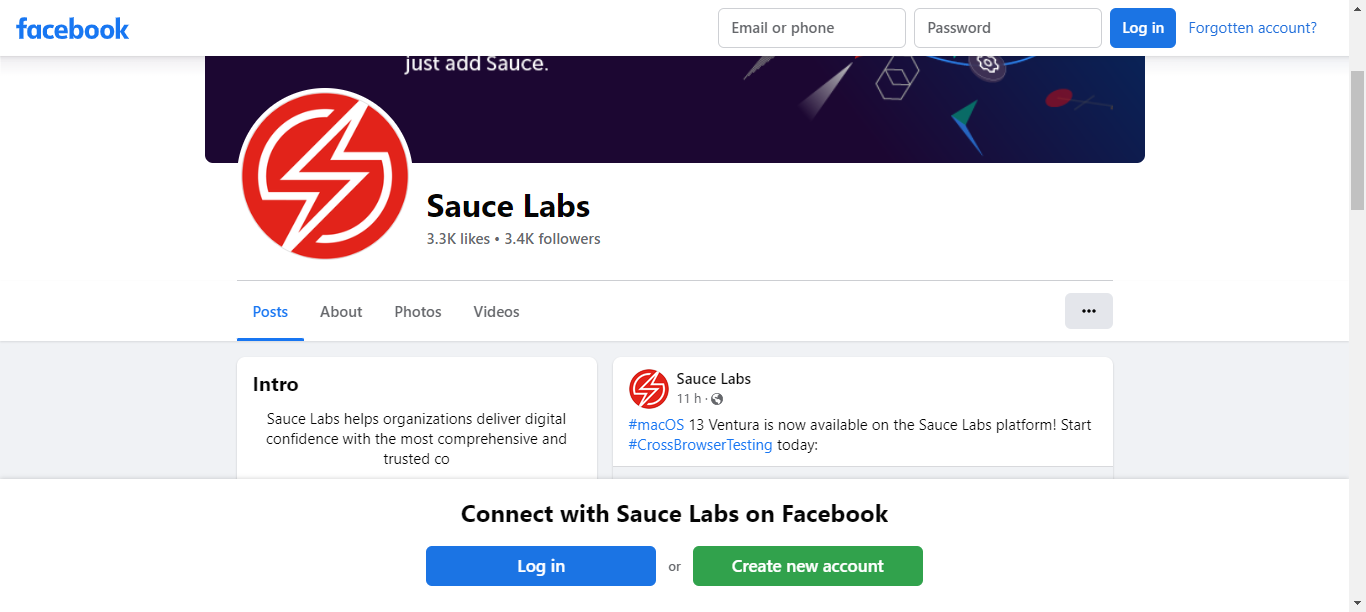 facebook
Email or phone
Password
Log in
Forgotten account?
just add Sauce.
Sauce Labs
3.3K likes • 3.4K followers
Posts
About
Photos
Videos
Intro
Sauce Labs helps organizations deliver digital
confidence with the most comprehensive and
trusted co
Sauce Labs
11 h ·
#macOS 13 Ventura is now available on the Sauce Labs platform! Start
#CrossBrowserTesting today:
Connect with Sauce Labs on Facebook
Log in
or
Create new account